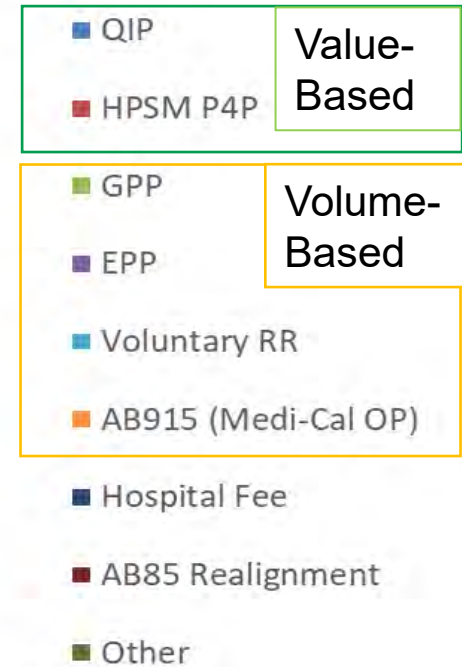 QIP
Value-
Based
HPSM P4P
GPP
Volume-
Based
EPP
Voluntary RR
AB915 (Medi-Cal OP)
Hospital Fee
AB85 Realignment
Other